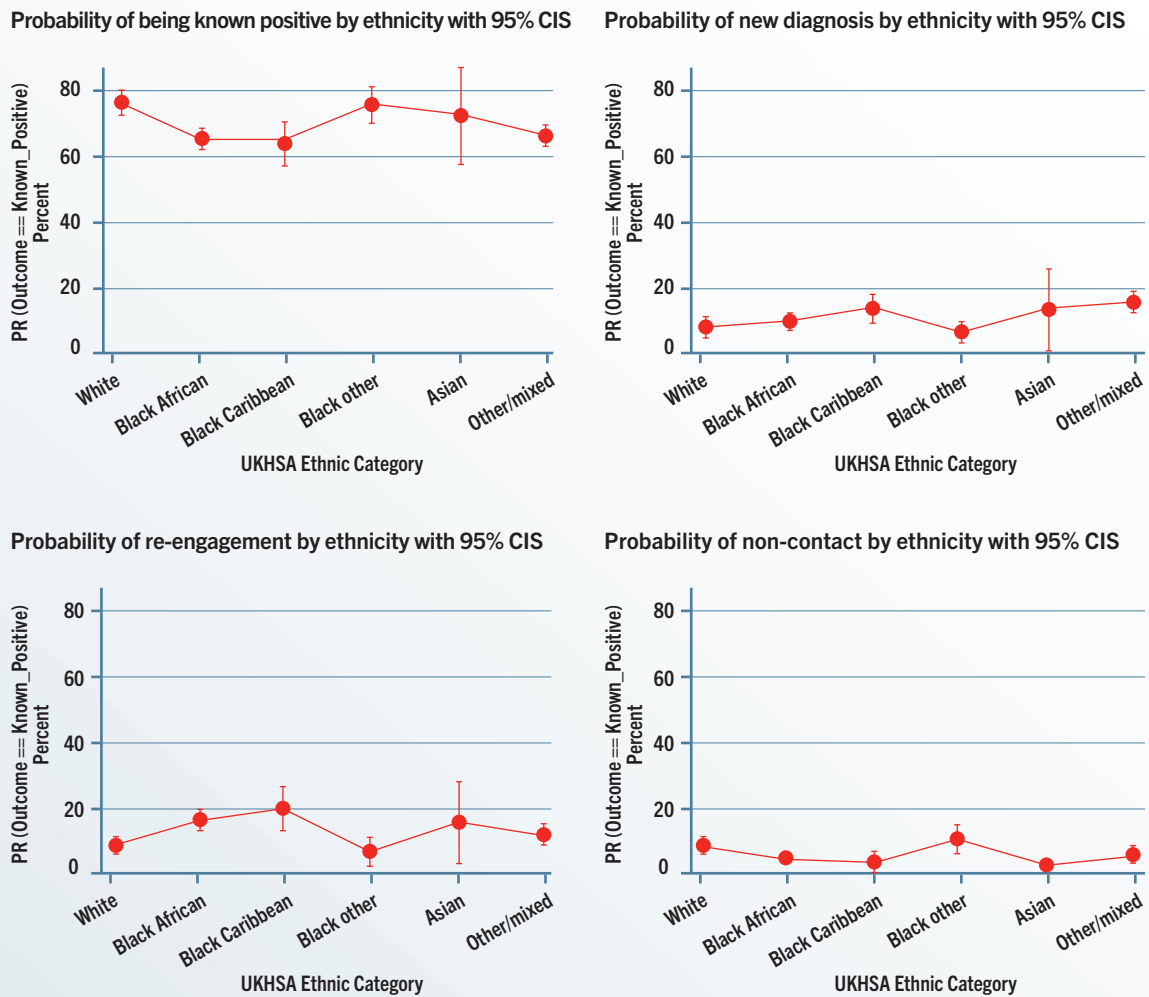 Probability of being known positive by ethnicity with 95% CIS
PR (Outcome == Known_Positive)
Percent
80
60
40
20
0
White
Black African
Black Caribbean
Black other
Asian
Other/mixed
UKHSA Ethnic Category
Probability of new diagnosis by ethnicity with 95% CIS
PR (Outcome == Known_Positive)
Percent
80
60
40
20
0
White
Black African
Black Caribbean
Black other
Asian
Other/mixed
UKHSA Ethnic Category
Probability of re-engagement by ethnicity with 95% CIS
PR (Outcome == Known_Positive)
Percent
80
60
40
20
0
White
Black African
Black Caribbean
Black other
Asian
Other/mixed
UKHSA Ethnic Category
Probability of non-contact by ethnicity with 95% CIS
PR (Outcome == Known_Positive)
Percent
80
60
40
20
0
White
Black African
Black Caribbean
Black other
Asian
Other/mixed
UKHSA Ethnic Category